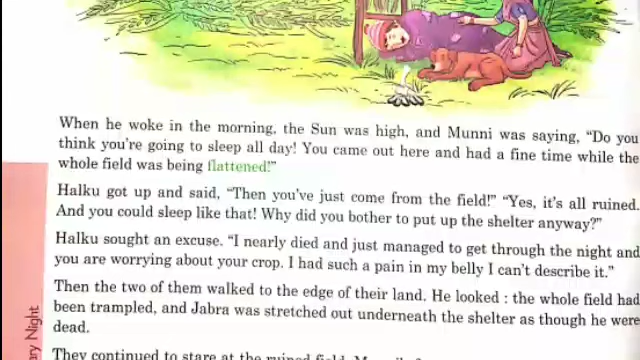 When he woke in the morning, the Sun was high, and Munni was saying, "Do you
think you're going to sleep all day! You came out here and had a fine time while the
whole field was being flattened!"
Halku got up and said, "Then you've just come from the field!" "Yes, it's all ruined.
And you could sleep like that! Why did you bother to put up the shelter anyway?"
Halku sought an excuse. "I nearly died and just managed to get through the night and
you are worrying about your crop. I had such a pain in my belly I can't describe it."
Then the two of them walked to the edge of their land. He looked : the whole field had
been trampled, and Jabra was stretched out underneath the shelter as though he were
dead.
They continued to stare at the ruined field.
Night